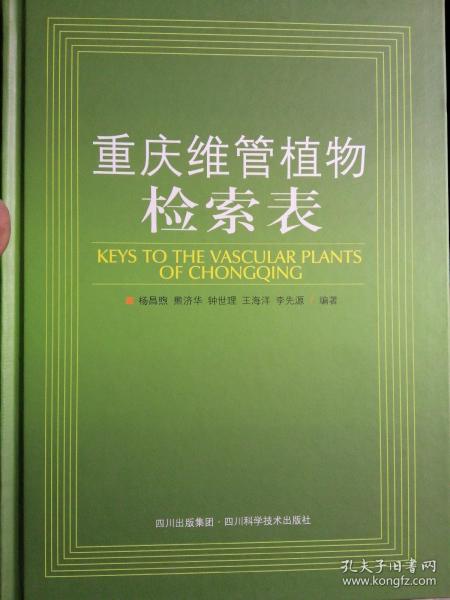 重庆维管植物
检索表
KEYS TO THE VASCULAR PLANTS
OF CHONGQING
杨昌煦 熊济华 钟世理 王海洋 李先源 / 编著
四川出版集团·四川科学技术出版社
孔夫子旧书网
www.kongfz.com